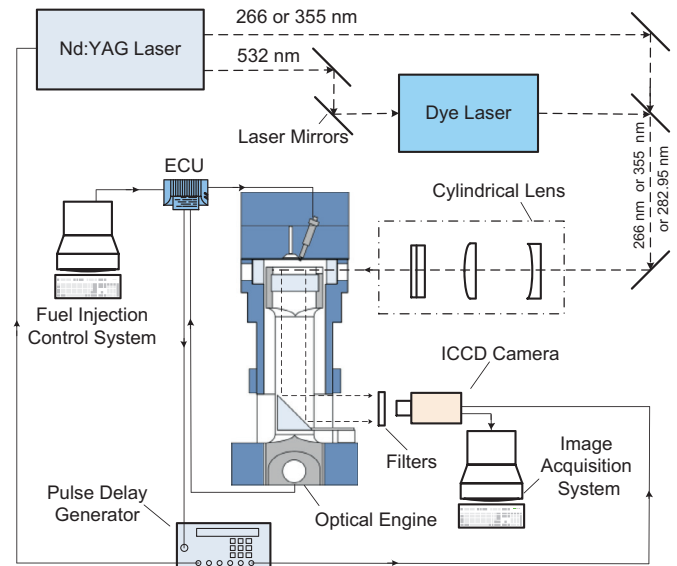 266 or 355 nm
Nd:YAG Laser
532 nm
Dye Laser
Laser Mirrors
ECU
Cylindrical Lens
266 nm or 355 nm
or 282.95 nm
Fuel Injection
Control System
ICCD Camera
Filters
Image
Acquisition
System
Pulse Delay
Generator
Optical Engine